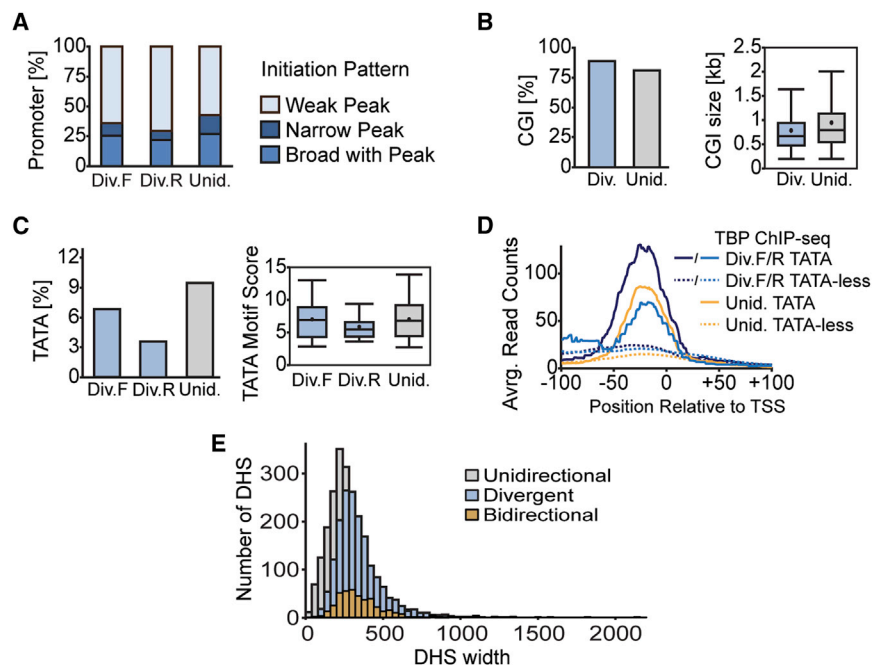 A
Promoter [%]
100
75
50
25
0
Div.F Div.R Unid.
Initiation Pattern
Weak Peak
Narrow Peak
Broad with Peak
B
CGI [%]
100
75
50
25
0
Div. Unid.
CGI size [kb]
2.5
2
1.5
1
0.5
0
Div. Unid.
C
TATA [%]
12
9
6
3
0
Div.F Div.R Unid.
TATA Motif Score
15
10
5
0
Div.F Div.R Unid.
D
TBP ChIP-seq
/ Div.F/R TATA
/ Div.F/R TATA-less
Unid. TATA
Unid. TATA-less
Avrg. Read Counts
100
50
0
-100 -50 0 +50 +100
Position Relative to TSS
E
Number of DHS
300
200
100
0
Unidirectional
Divergent
Bidirectional
0 500 1000 1500 2000
DHS width